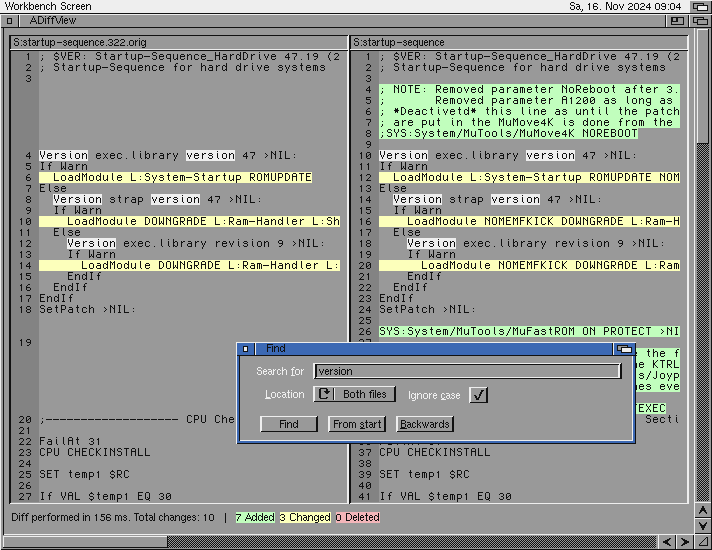 Workbench Screen Sa, 16. Nov 2024 09:04
ADiffView
S:startup-sequence.322.orig
1 ; $VER: Startup-Sequence_HardDrive 47.19 (2
2 ; Startup-Sequence for hard drive systems
3
4 Version exec.library version 47 >NIL:
5 If Warn
6 LoadModule L:System-Startup ROMUPDATE
7 Else
8 Version strap version 47 >NIL:
9 If Warn
10 LoadModule DOWNGRADE L:Ram-Handler L:Sh
11 Else
12 Version exec.library revision 9 >NIL:
13 If Warn
14 LoadModule DOWNGRADE L:Ram-Handler L:
15 EndIf
16 EndIf
17 EndIf
18 SetPatch >NIL:
19
20 ;------------------- CPU Che
21
22 FailAt 31
23 CPU CHECKINSTALL
24
25 SET temp1 $RC
26
27 If VAL $temp1 EQ 30
S:startup-sequence
1 ; $VER: Startup-Sequence_HardDrive 47.19 (2
2 ; Startup-Sequence for hard drive systems
3
4 ; NOTE: Removed parameter NoReboot after 3.
5 ; Removed parameter A1200 as long as
6 ; *Deactivetd* this line as until the patch
7 ; are put in the MuMove4K is done from the
8 ;SYS:System/MuTools/MuMove4K NOREBOOT
9
10 Version exec.library version 47 >NIL:
11 If Warn
12 LoadModule L:System-Startup ROMUPDATE NOM
13 Else
14 Version strap version 47 >NIL:
15 If Warn
16 LoadModule NOMEMFKICK DOWNGRADE L:Ram-H
17 Else
18 Version exec.library revision 9 >NIL:
19 If Warn
20 LoadModule NOMEMFKICK DOWNGRADE L:Ram
21 EndIf
22 EndIf
23 EndIf
24 SetPatch >NIL:
25
26 SYS:System/MuTools/MuFastROM ON PROTECT >NI
the f
KTRL
s/Joyp
es eve
EXEC
Secti
37 CPU CHECKINSTALL
38
39 SET temp1 $RC
40
41 If VAL $temp1 EQ 30
Find
Search for version
Location Both files Ignore case
Find From start Backwards
Diff performed in 156 ms. Total changes: 10 | 7 Added 3 Changed 0 Deleted